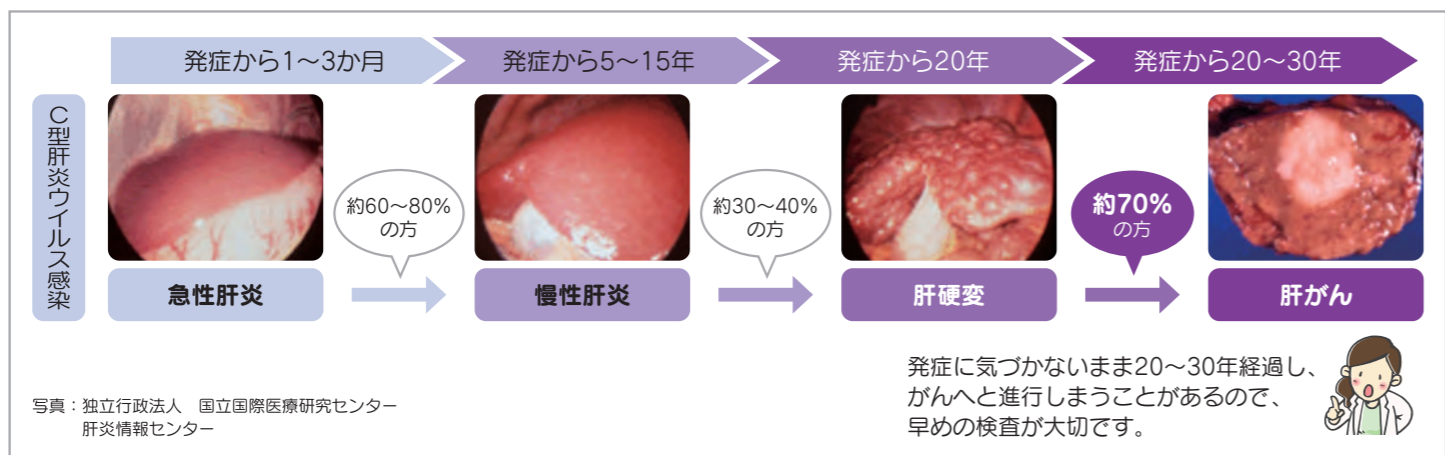 発症から1〜3か月
発症から5〜15年
発症から20年
発症から20〜30年
C型肝炎ウイルス感染
約60〜80%
の方
約30〜40%
の方
約70%
の方
急性肝炎
慢性肝炎
肝硬変
肝がん
発症に気づかないまま20〜30年経過し、
がんへと進行しまうことがあるので、
早めの検査が大切です。
写真：独立行政法人　国立国際医療研究センター
肝炎情報センター